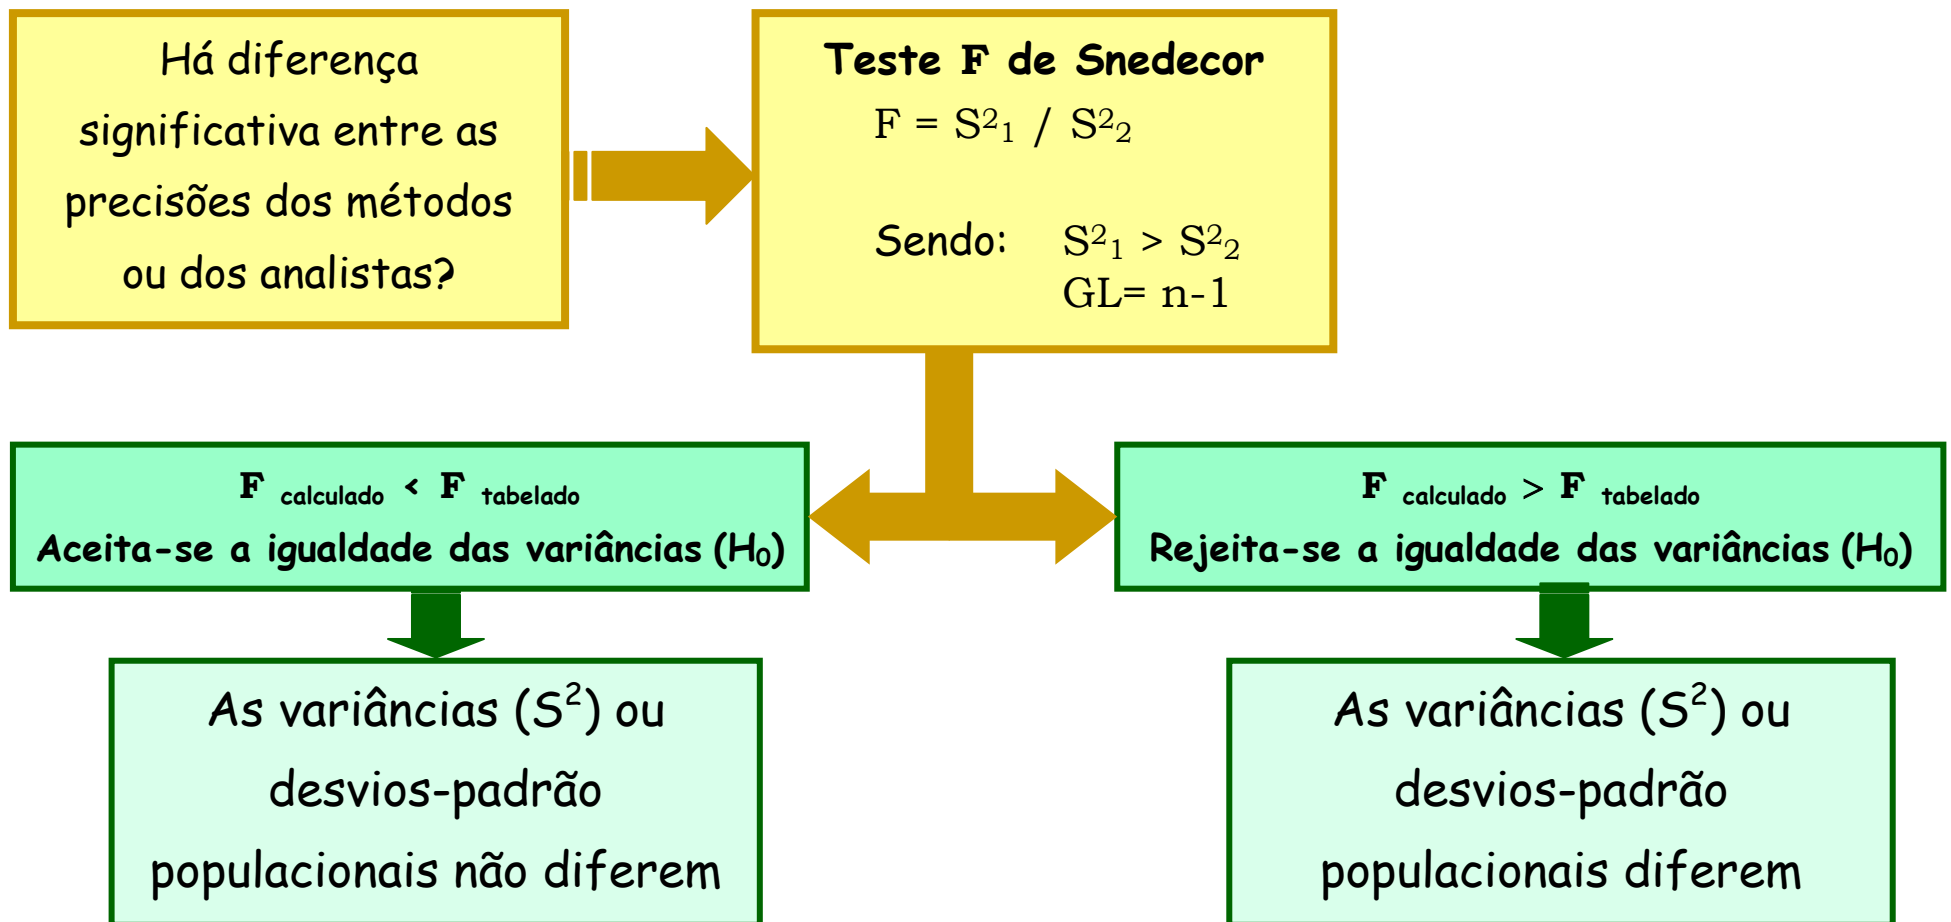 Há diferença
significativa entre as
precisões dos métodos
ou dos analistas?
Teste F de Snedecor
F = S²₁ / S²₂
Sendo: S²₁ > S²₂
GL= n-1
F calculado < F tabelado
Aceita-se a igualdade das variâncias (H₀)
F calculado > F tabelado
Rejeita-se a igualdade das variâncias (H₀)
As variâncias (S²) ou
desvios-padrão
populacionais não diferem
As variâncias (S²) ou
desvios-padrão
populacionais diferem